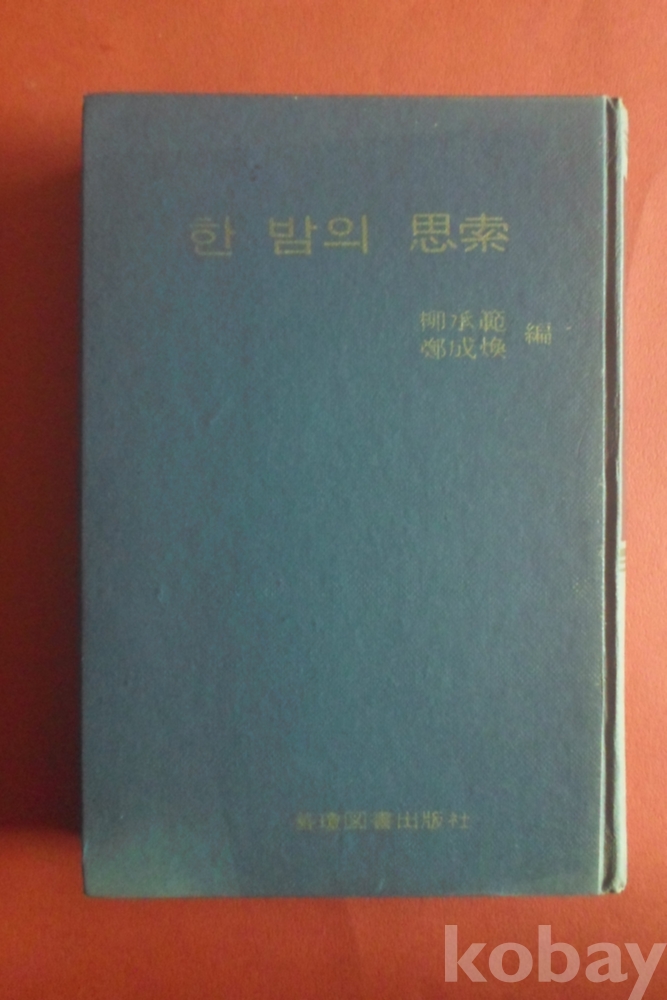 한 밤의 思索
柳承範
鄭成煥 編
圖書出版社
kobay